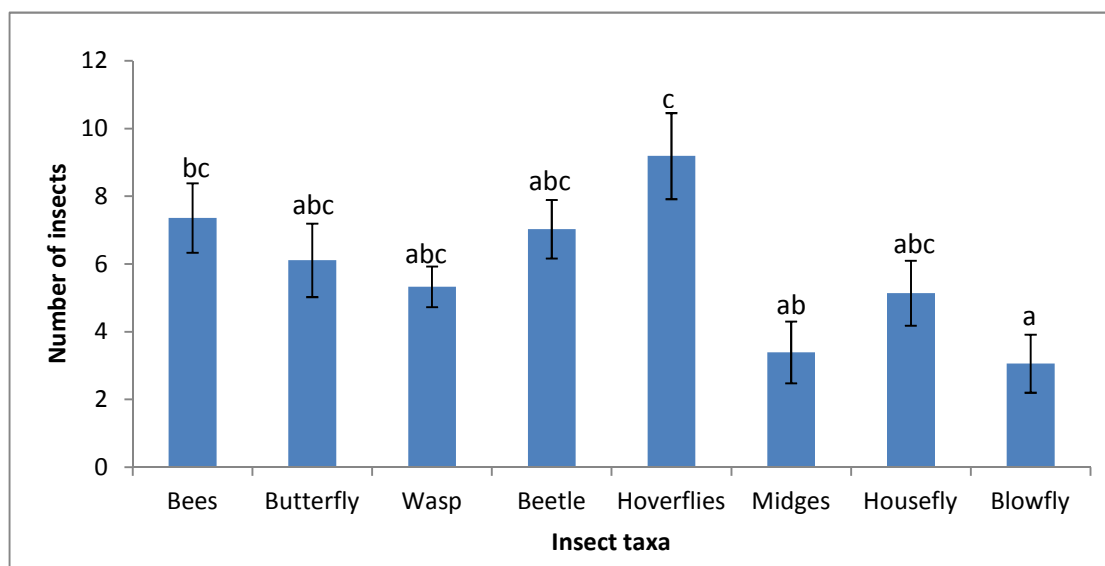 12
10
8
6
4
2
0
Number of insects
bc
abc
abc
abc
c
ab
abc
a
Bees Butterfly Wasp Beetle Hoverflies Midges Housefly Blowfly
Insect taxa